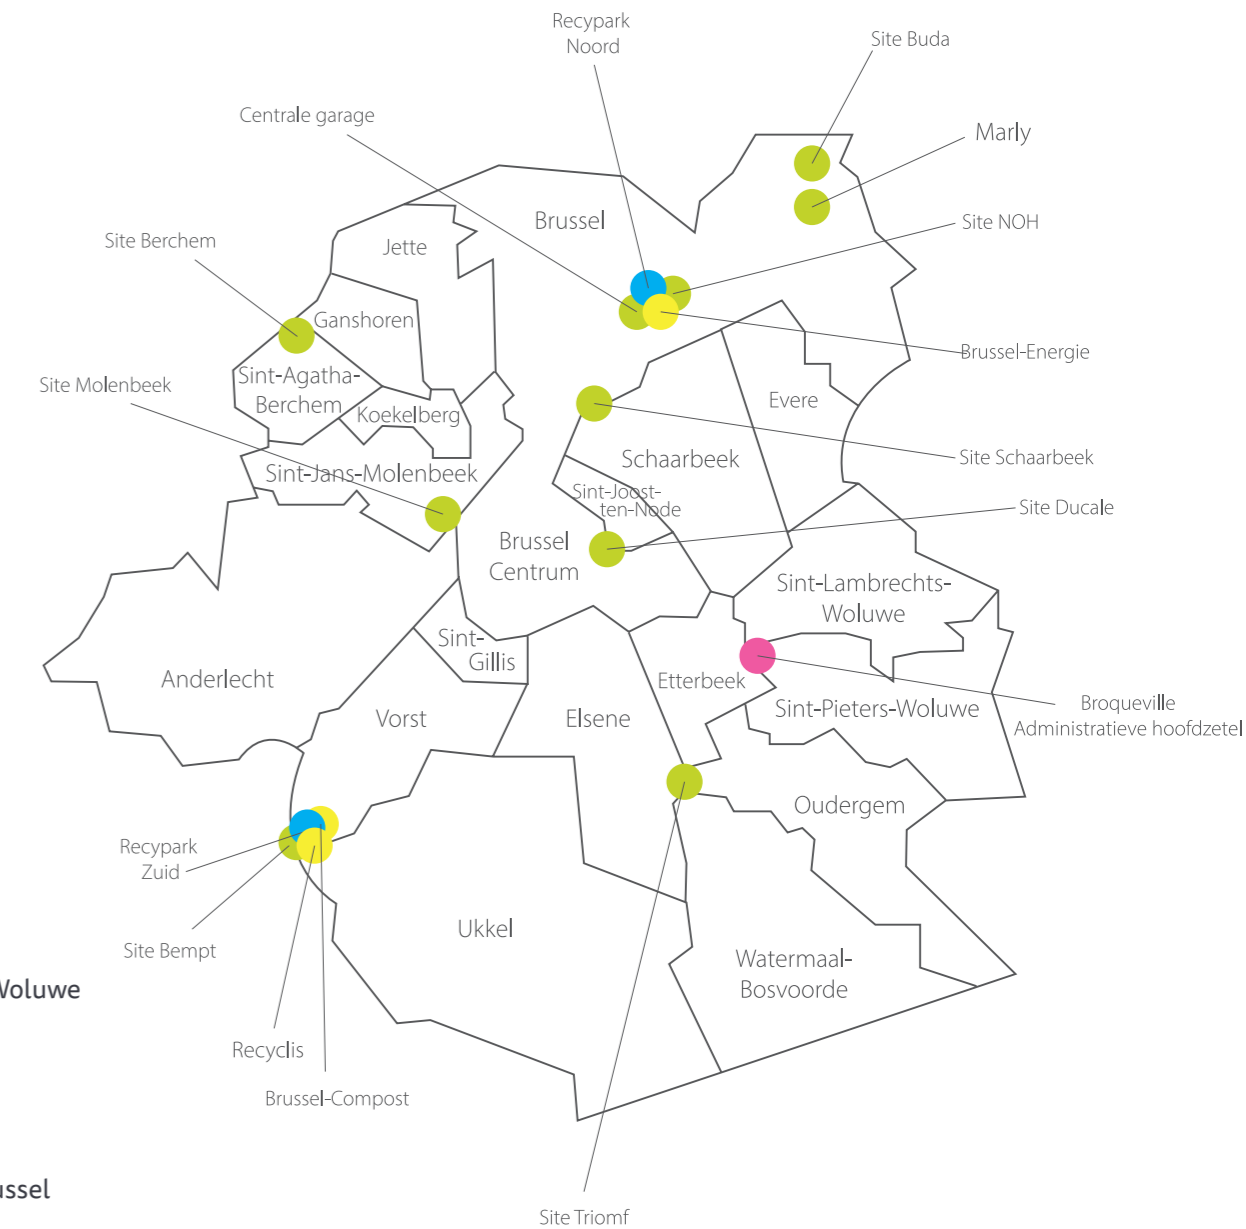 Recypark
Noord
Site Buda
Centrale garage
Marly
Brussel
Site NOH
Site Berchem
Jette
Ganshoren
Brussel-Energie
Site Molenbeek
Sint-Agatha-
Berchem
Koekelberg
Evere
Schaarbeek
Site Schaarbeek
Sint-Jans-Molenbeek
Sint-Joost-
ten-Node
Site Ducale
Brussel
Centrum
Sint-Lambrechts-
Woluwe
Sint-
Gillis
Anderlecht
Etterbeek
Vorst
Elsene
Sint-Pieters-Woluwe
Broqueville
Administratieve hoofdzetel
Oudergem
Recypark
Zuid
Ukkel
Site Bempt
Watermaal-
Bosvoorde
Woluwe
Recyclis
Brussel-Compost
ussel
Site Triomf